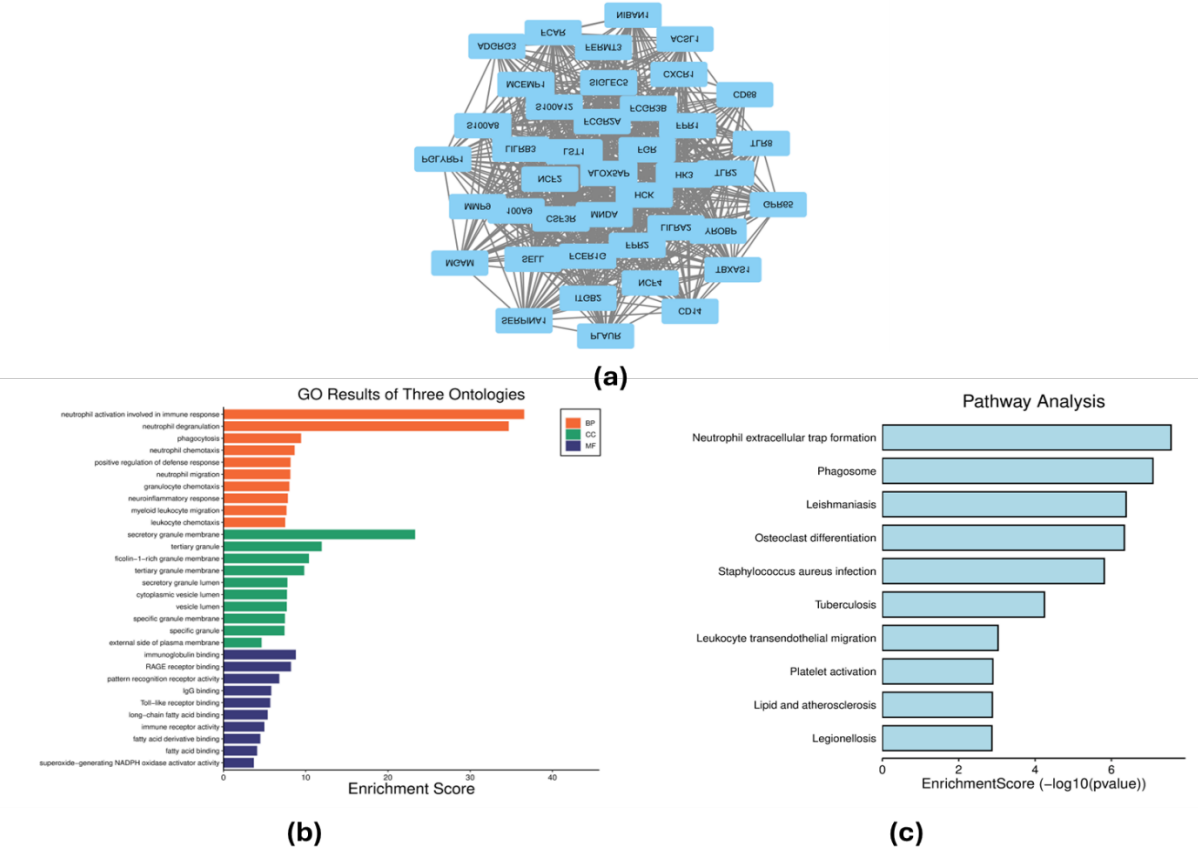 NIBAN1
FCAR
ACSL1
ADGRG3
FERMT3
CXCR1
MCEMP1
SIGLEC5
CD68
S100A12
FCGR3B
FCGR2A
S100A8
FPR1
TLR8
LILRB3
LST1
FGR
PGLYRP1
NCF2
ALOX5AP
HK3
TLR2
HCK
GPR65
MMP9
100A9
CSF3R
MNDA
LILRA2
YROBP
FPR2
MGAM
SELL
FCER1G
TBXAS1
NCF4
ITGB2
CD14
SERPINA1
PLAUR
(a)
GO Results of Three Ontologies
neutrophil activation involved in immune response
neutrophil degranulation
phagocytosis
neutrophil chemotaxis
positive regulation of defense response
neutrophil migration
granulocyte chemotaxis
neuroinflammatory response
myeloid leukocyte migration
leukocyte chemotaxis
secretory granule membrane
tertiary granule
ficolin-1-rich granule membrane
tertiary granule membrane
secretory granule lumen
cytoplasmic vesicle lumen
vesicle lumen
specific granule membrane
specific granule
external side of plasma membrane
immunoglobulin binding
RAGE receptor binding
pattern recognition receptor activity
IgG binding
Toll-like receptor binding
long-chain fatty acid binding
immune receptor activity
fatty acid derivative binding
fatty acid binding
superoxide-generating NADPH oxidase activator activity
0 10 20 30 40
Enrichment Score
BP
CC
MF
(b)
Pathway Analysis
Neutrophil extracellular trap formation
Phagosome
Leishmaniasis
Osteoclast differentiation
Staphylococcus aureus infection
Tuberculosis
Leukocyte transendothelial migration
Platelet activation
Lipid and atherosclerosis
Legionellosis
0 2 4 6
EnrichmentScore (−log10(pvalue))
(c)